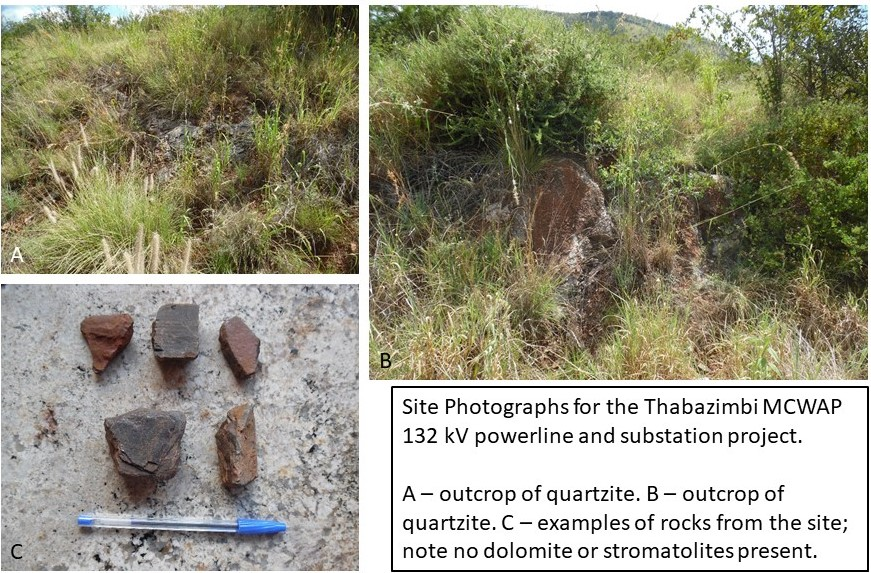 A
B
C
Site Photographs for the Thabazimbi MCWAP
132 kV powerline and substation project.
A – outcrop of quartzite. B – outcrop of
quartzite. C – examples of rocks from the site;
note no dolomite or stromatolites present.